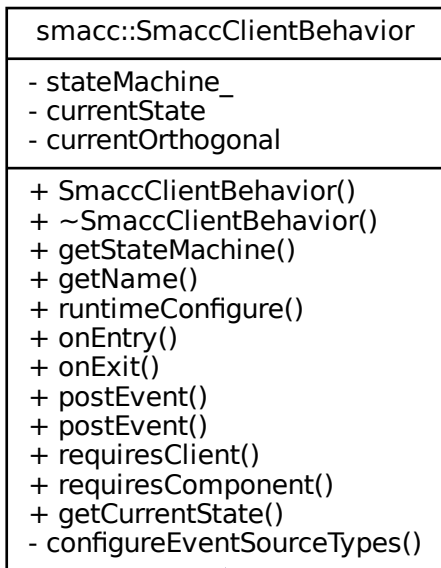 smacc::SmaccClientBehavior
- stateMachine_
- currentState
- currentOrthogonal
+ SmaccClientBehavior()
+ ~SmaccClientBehavior()
+ getStateMachine()
+ getName()
+ runtimeConfigure()
+ onEntry()
+ onExit()
+ postEvent()
+ postEvent()
+ requiresClient()
+ requiresComponent()
+ getCurrentState()
- configureEventSourceTypes()